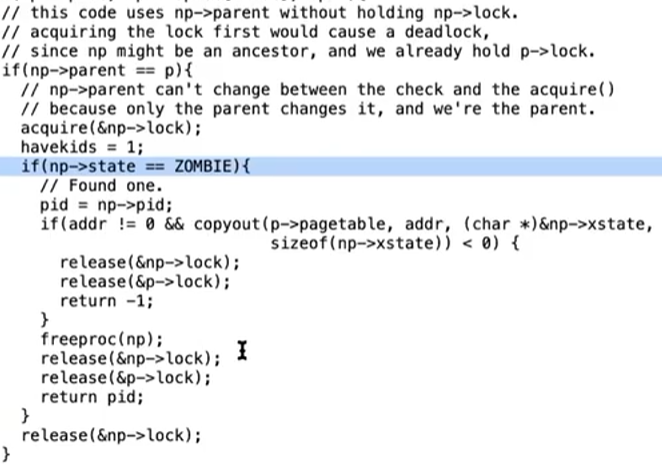 // this code uses np->parent without holding np->lock.
// acquiring the lock first would cause a deadlock,
// since np might be an ancestor, and we already hold p->lock.
if(np->parent == p){
// np->parent can't change between the check and the acquire()
// because only the parent changes it, and we're the parent.
acquire(&np->lock);
havekids = 1;
if(np->state == ZOMBIE){
// Found one.
pid = np->pid;
if(addr != 0 && copyout(p->pagetable, addr, (char *)&np->xstate,
sizeof(np->xstate)) < 0) {
release(&np->lock);
release(&p->lock);
return -1;
}
freeproc(np);
release(&np->lock);
release(&p->lock);
return pid;
}
release(&np->lock);
}